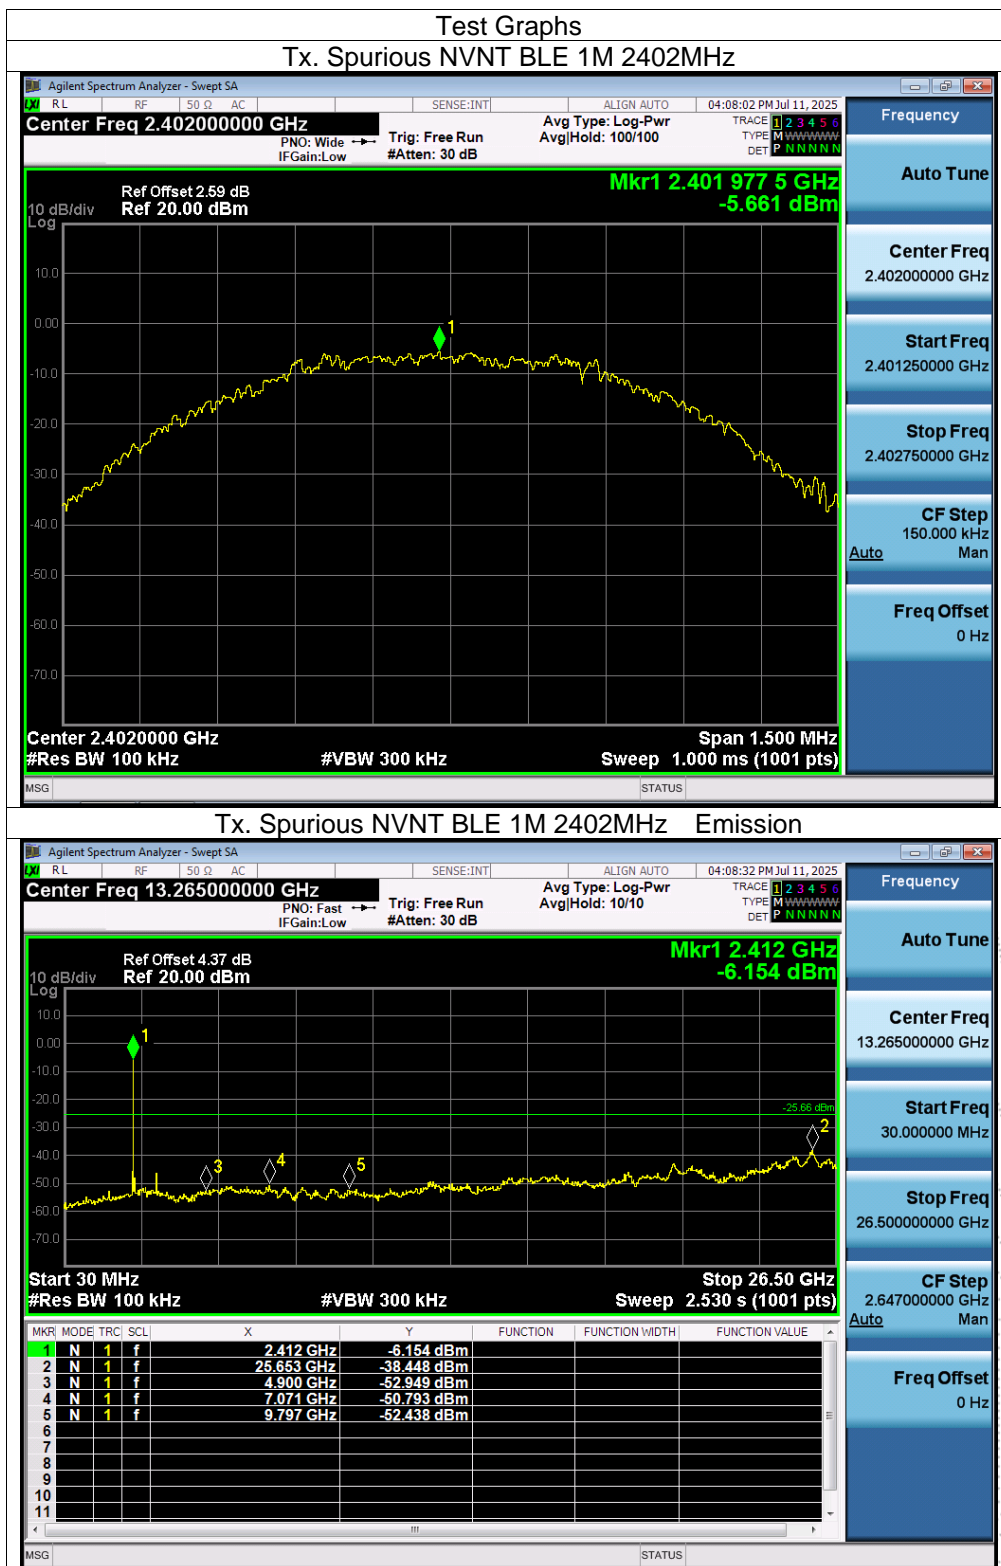 Test Graphs
Tx. Spurious NVNT BLE 1M 2402MHz
Agilent Spectrum Analyzer - Swept SA
LXI RL RF 50 Ω AC SENSE:INT ALIGN AUTO 04:08:02 PM Jul 11, 2025
Center Freq 2.402000000 GHz
PNO: Wide
IFGain:Low
Trig: Free Run
#Atten: 30 dB
Avg Type: Log-Pwr
Avg|Hold: 100/100
TRACE 1 2 3 4 5 6
TYPE M WWWWW
DET P N N N N N
Mkr1 2.401 977 5 GHz
-5.661 dBm
Ref Offset 2.59 dB
10 dB/div Ref 20.00 dBm
Log
10.0
0.00
-10.0
-20.0
-30.0
-40.0
-50.0
-60.0
-70.0
1
Center 2.4020000 GHz Span 1.500 MHz
#Res BW 100 kHz #VBW 300 kHz Sweep 1.000 ms (1001 pts)
MSG STATUS
Frequency
Auto Tune
Center Freq
2.402000000 GHz
Start Freq
2.401250000 GHz
Stop Freq
2.402750000 GHz
CF Step
150.000 kHz
Auto Man
Freq Offset
0 Hz
Tx. Spurious NVNT BLE 1M 2402MHz Emission
Agilent Spectrum Analyzer - Swept SA
LXI RL RF 50 Ω AC SENSE:INT ALIGN AUTO 04:08:32 PM Jul 11, 2025
Center Freq 13.265000000 GHz
PNO: Fast
IFGain:Low
Trig: Free Run
#Atten: 30 dB
Avg Type: Log-Pwr
Avg|Hold: 10/10
TRACE 1 2 3 4 5 6
TYPE M WWWWW
DET P N N N N N
Mkr1 2.412 GHz
-6.154 dBm
Ref Offset 4.37 dB
10 dB/div Ref 20.00 dBm
Log
10.0
0.00
-10.0
-20.0
-30.0
-40.0
-50.0
-60.0
-70.0
1
-25.66 dBm
2
3
4
5
Start 30 MHz Stop 26.50 GHz
#Res BW 100 kHz #VBW 300 kHz Sweep 2.530 s (1001 pts)
MKR MODE TRC SCL X Y FUNCTION FUNCTION WIDTH FUNCTION VALUE
1 N 1 f 2.412 GHz -6.154 dBm
2 N 1 f 25.653 GHz -38.448 dBm
3 N 1 f 4.900 GHz -52.949 dBm
4 N 1 f 7.071 GHz -50.793 dBm
5 N 1 f 9.797 GHz -52.438 dBm
6
7
8
9
10
11
MSG STATUS
Frequency
Auto Tune
Center Freq
13.265000000 GHz
Start Freq
30.000000 MHz
Stop Freq
26.500000000 GHz
CF Step
2.647000000 GHz
Auto Man
Freq Offset
0 Hz